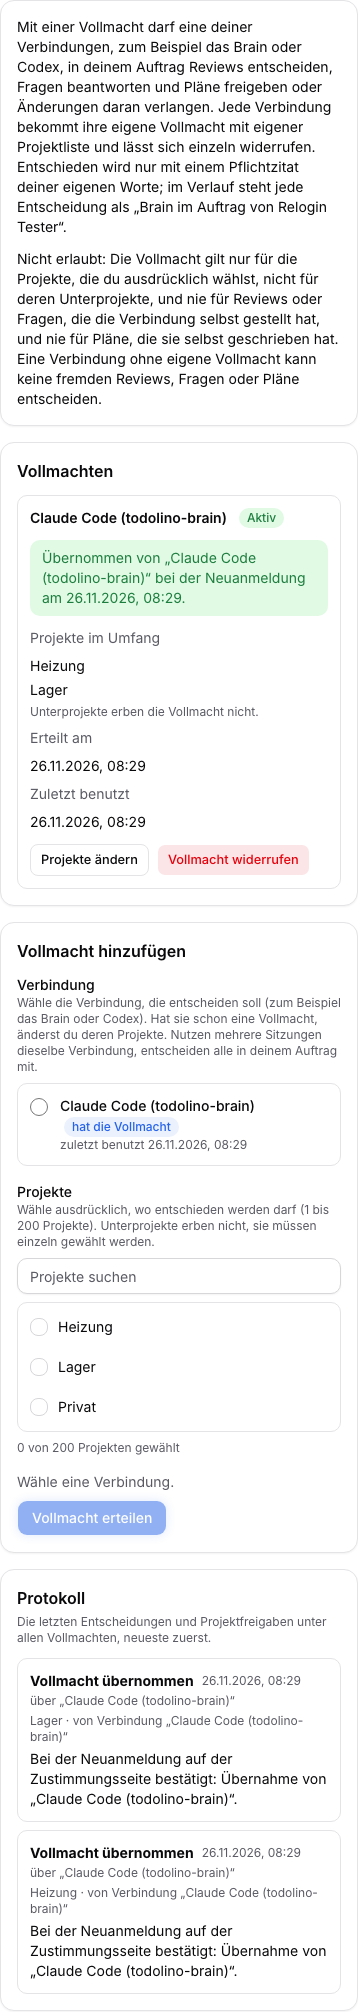 Mit einer Vollmacht darf eine deiner
Verbindungen, zum Beispiel das Brain oder
Codex, in deinem Auftrag Reviews entscheiden,
Fragen beantworten und Pläne freigeben oder
Änderungen daran verlangen. Jede Verbindung
bekommt ihre eigene Vollmacht mit eigener
Projektliste und lässt sich einzeln widerrufen.
Entschieden wird nur mit einem Pflichtzitat
deiner eigenen Worte; im Verlauf steht jede
Entscheidung als „Brain im Auftrag von Relogin
Tester“.
Nicht erlaubt: Die Vollmacht gilt nur für die
Projekte, die du ausdrücklich wählst, nicht für
deren Unterprojekte, und nie für Reviews oder
Fragen, die die Verbindung selbst gestellt hat,
und nie für Pläne, die sie selbst geschrieben hat.
Eine Verbindung ohne eigene Vollmacht kann
keine fremden Reviews, Fragen oder Pläne
entscheiden.
Vollmachten
Claude Code (todolino-brain) Aktiv
Übernommen von „Claude Code
(todolino-brain)“ bei der Neuanmeldung
am 26.11.2026, 08:29.
Projekte im Umfang
Heizung
Lager
Unterprojekte erben die Vollmacht nicht.
Erteilt am
26.11.2026, 08:29
Zuletzt benutzt
26.11.2026, 08:29
Projekte ändern Vollmacht widerrufen
Vollmacht hinzufügen
Verbindung
Wähle die Verbindung, die entscheiden soll (zum Beispiel
das Brain oder Codex). Hat sie schon eine Vollmacht,
änderst du deren Projekte. Nutzen mehrere Sitzungen
dieselbe Verbindung, entscheiden alle in deinem Auftrag
mit.
Claude Code (todolino-brain)
hat die Vollmacht
zuletzt benutzt 26.11.2026, 08:29
Projekte
Wähle ausdrücklich, wo entschieden werden darf (1 bis
200 Projekte). Unterprojekte erben nicht, sie müssen
einzeln gewählt werden.
Projekte suchen
Heizung
Lager
Privat
0 von 200 Projekten gewählt
Wähle eine Verbindung.
Vollmacht erteilen
Protokoll
Die letzten Entscheidungen und Projektfreigaben unter
allen Vollmachten, neueste zuerst.
Vollmacht übernommen 26.11.2026, 08:29
über „Claude Code (todolino-brain)“
Lager · von Verbindung „Claude Code (todolino-
brain)“
Bei der Neuanmeldung auf der
Zustimmungsseite bestätigt: Übernahme von
„Claude Code (todolino-brain)“.
Vollmacht übernommen 26.11.2026, 08:29
über „Claude Code (todolino-brain)“
Heizung · von Verbindung „Claude Code (todolino-
brain)“
Bei der Neuanmeldung auf der
Zustimmungsseite bestätigt: Übernahme von
„Claude Code (todolino-brain)“.